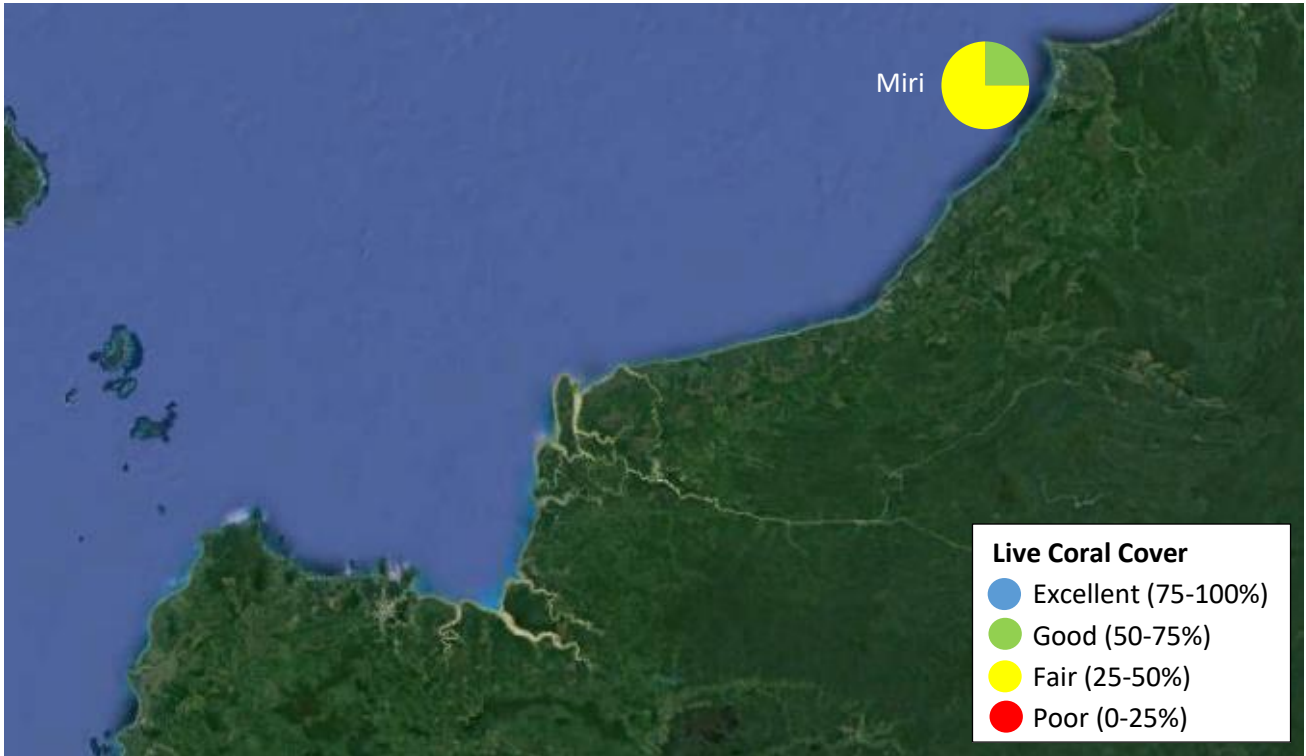 Miri
Live Coral Cover
Excellent (75-100%)
Good (50-75%)
Fair (25-50%)
Poor (0-25%)